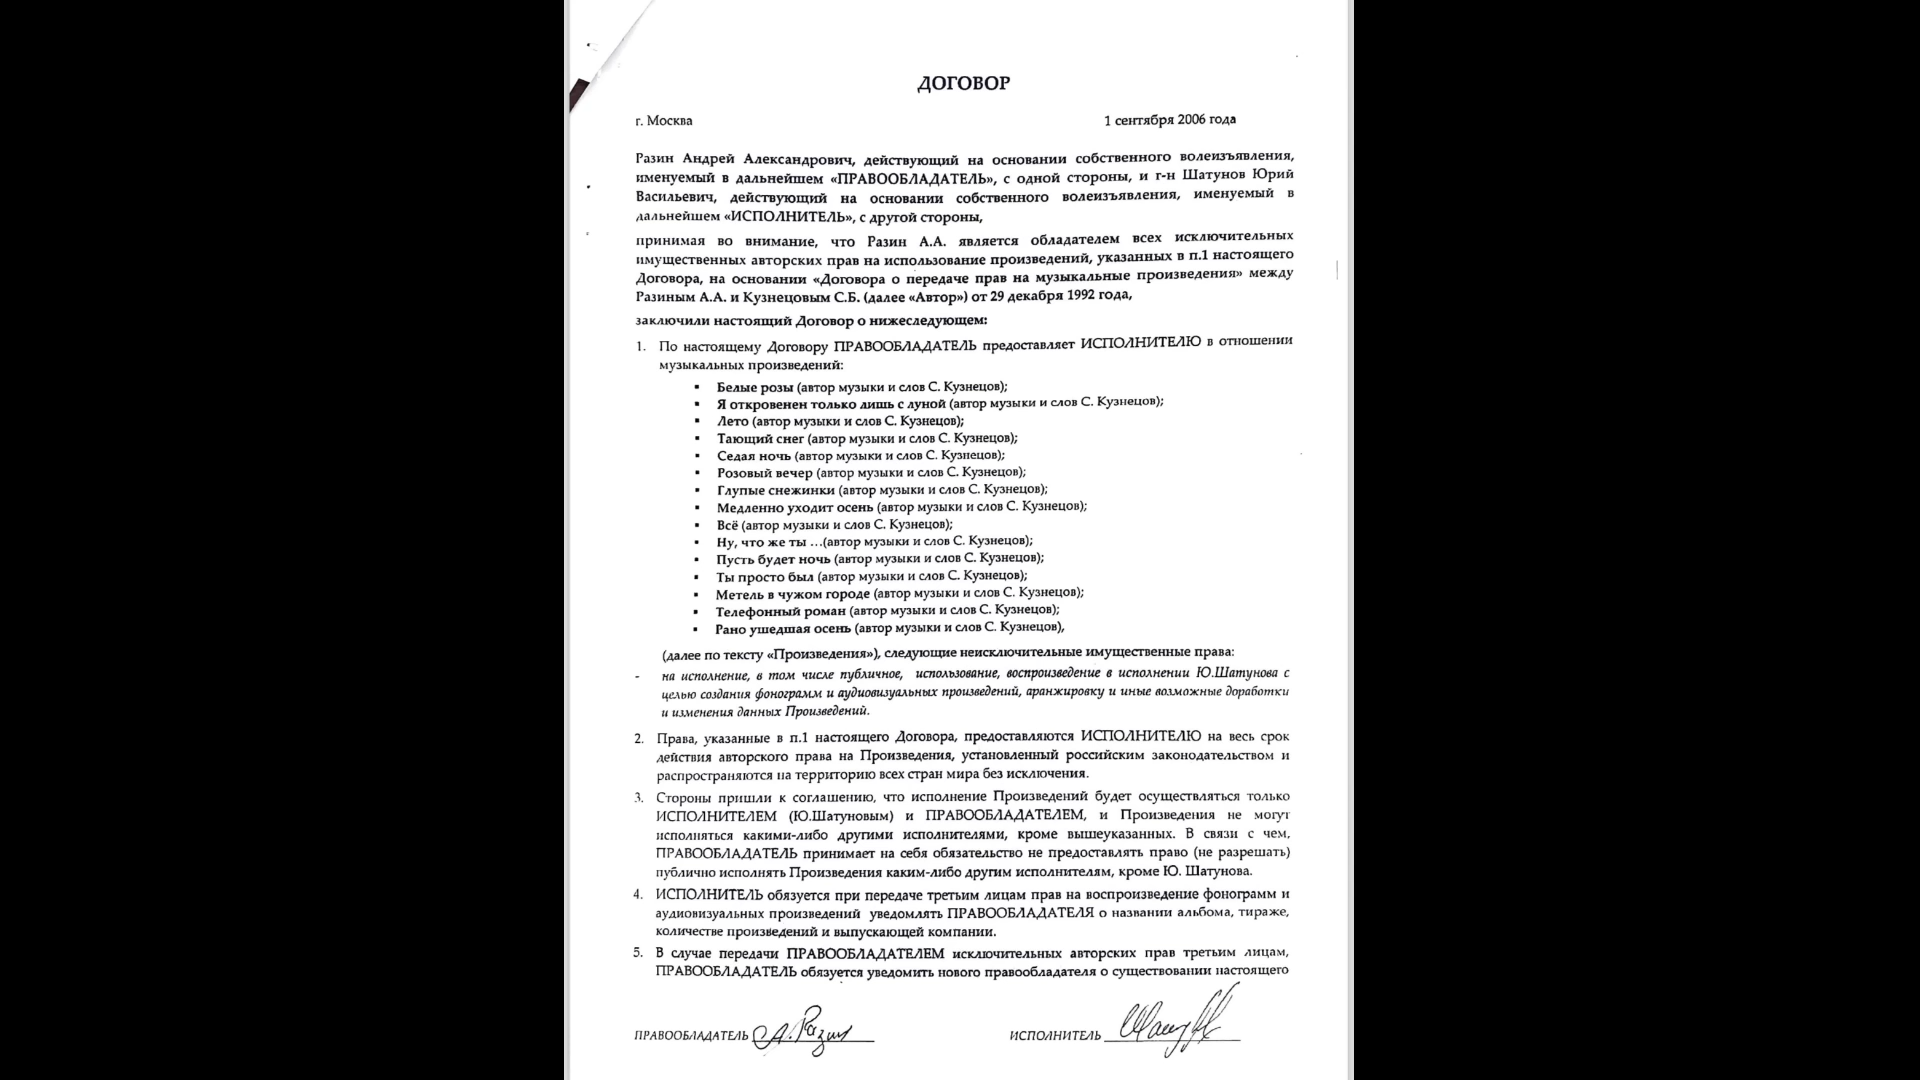 ДОГОВОР
г. Москва 1 сентября 2006 года
Разин Андрей Александрович, действующий на основании собственного волеизъявления,
именуемый в дальнейшем «ПРАВООБЛАДАТЕЛЬ», с одной стороны, и г-н Шатунов Юрий
Васильевич, действующий на основании собственного волеизъявления, именуемый в
дальнейшем «ИСПОЛНИТЕЛЬ», с другой стороны,
принимая во внимание, что Разин А.А. является обладателем всех исключительных
имущественных авторских прав на использование произведений, указанных в п.1 настоящего
Договора, на основании «Договора о передаче прав на музыкальные произведения» между
Разиным А.А. и Кузнецовым С.Б. (далее «Автор») от 29 декабря 1992 года,
заключили настоящий Договор о нижеследующем:
1. По настоящему Договору ПРАВООБЛАДАТЕЛЬ предоставляет ИСПОЛНИТЕЛЮ в отношении
музыкальных произведений:
▪ Белые розы (автор музыки и слов С. Кузнецов);
▪ Я откровенен только лишь с луной (автор музыки и слов С. Кузнецов);
▪ Лето (автор музыки и слов С. Кузнецов);
▪ Тающий снег (автор музыки и слов С. Кузнецов);
▪ Седая ночь (автор музыки и слов С. Кузнецов);
▪ Розовый вечер (автор музыки и слов С. Кузнецов);
▪ Глупые снежинки (автор музыки и слов С. Кузнецов);
▪ Медленно уходит осень (автор музыки и слов С. Кузнецов);
▪ Всё (автор музыки и слов С. Кузнецов);
▪ Ну, что же ты …(автор музыки и слов С. Кузнецов);
▪ Пусть будет ночь (автор музыки и слов С. Кузнецов);
▪ Ты просто был (автор музыки и слов С. Кузнецов);
▪ Метель в чужом городе (автор музыки и слов С. Кузнецов);
▪ Телефонный роман (автор музыки и слов С. Кузнецов);
▪ Рано ушедшая осень (автор музыки и слов С. Кузнецов),
(далее по тексту «Произведения»), следующие неисключительные имущественные права:
- на исполнение, в том числе публичное, использование, воспроизведение в исполнении Ю.Шатунова с
целью создания фонограмм и аудиовизуальных произведений, аранжировку и иные возможные доработки
и изменения данных Произведений.
2. Права, указанные в п.1 настоящего Договора, предоставляются ИСПОЛНИТЕЛЮ на весь срок
действия авторского права на Произведения, установленный российским законодательством и
распространяются на территорию всех стран мира без исключения.
3. Стороны пришли к соглашению, что исполнение Произведений будет осуществляться только
ИСПОЛНИТЕЛЕМ (Ю.Шатуновым) и ПРАВООБЛАДАТЕЛЕМ, и Произведения не могут
исполняться какими-либо другими исполнителями, кроме вышеуказанных. В связи с чем,
ПРАВООБЛАДАТЕЛЬ принимает на себя обязательство не предоставлять право (не разрешать)
публично исполнять Произведения каким-либо другим исполнителям, кроме Ю. Шатунова.
4. ИСПОЛНИТЕЛЬ обязуется при передаче третьим лицам прав на воспроизведение фонограмм и
аудиовизуальных произведений уведомлять ПРАВООБЛАДАТЕЛЯ о названии альбома, тираже,
количестве произведений и выпускающей компании.
5. В случае передачи ПРАВООБЛАДАТЕЛЕМ исключительных авторских прав третьим лицам,
ПРАВООБЛАДАТЕЛЬ обязуется уведомить нового правообладателя о существовании настоящего
ПРАВООБЛАДАТЕЛЬ А. Разин ИСПОЛНИТЕЛЬ